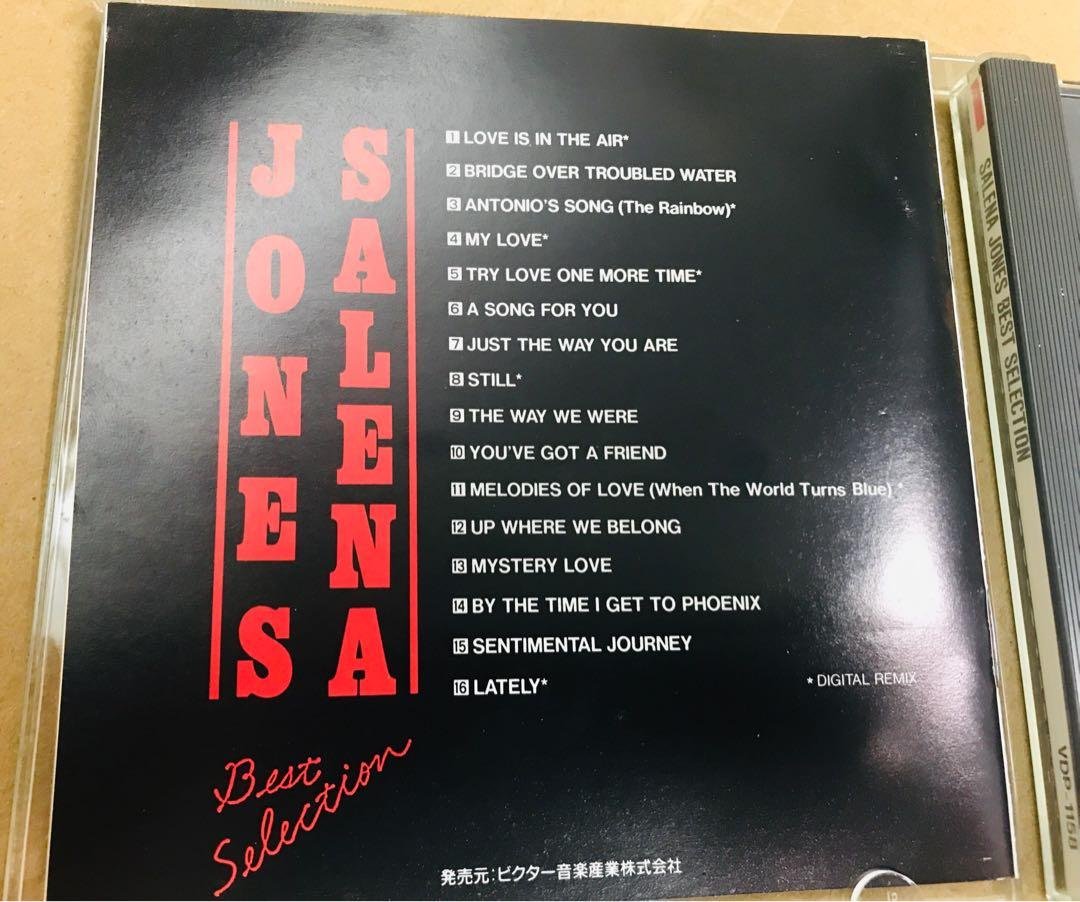 SALENA
JONES
Best
Selection
1 LOVE IS IN THE AIR*
2 BRIDGE OVER TROUBLED WATER
3 ANTONIO'S SONG (The Rainbow)*
4 MY LOVE*
5 TRY LOVE ONE MORE TIME*
6 A SONG FOR YOU
7 JUST THE WAY YOU ARE
8 STILL*
9 THE WAY WE WERE
10 YOU'VE GOT A FRIEND
11 MELODIES OF LOVE (When The World Turns Blue) *
12 UP WHERE WE BELONG
13 MYSTERY LOVE
14 BY THE TIME I GET TO PHOENIX
15 SENTIMENTAL JOURNEY
16 LATELY*
* DIGITAL REMIX
発売元:ビクター音楽産業株式会社
SALENA JONES BEST SELECTION
VDP-1158